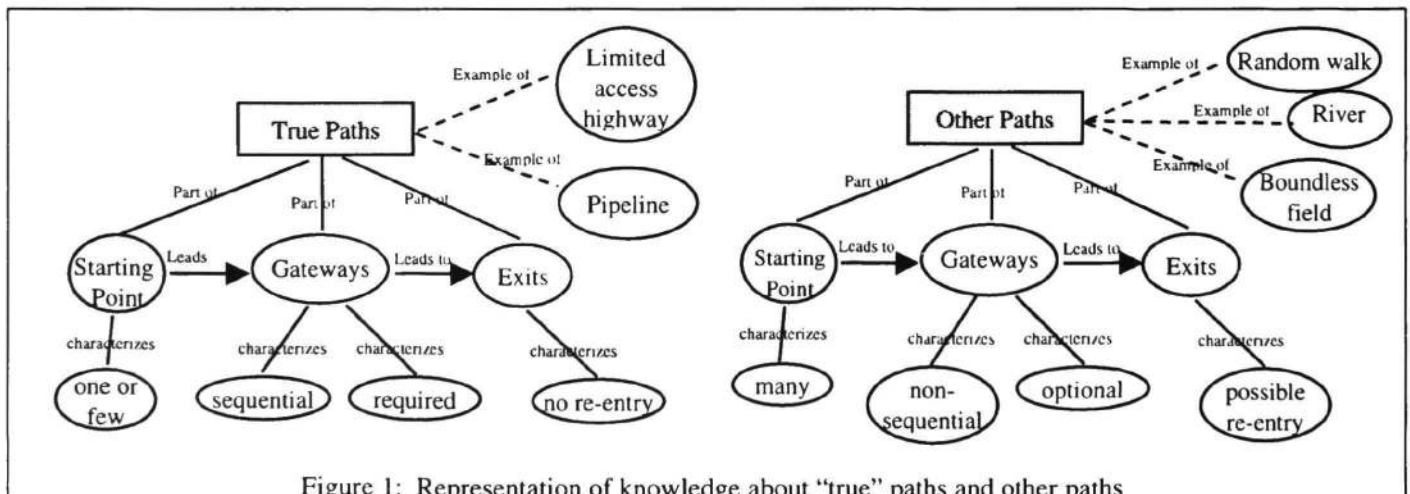 True Paths
Example of
Limited
access
highway
Example of
Pipeline
Part of
Part of
Part of
Starting
Point
Leads
Gateways
Leads to
Exits
characterizes
characterizes
characterizes
characterizes
one or
few
sequential
required
no re-entry
Other Paths
Example of
Random walk
Example of
River
Example of
Boundless
field
Part of
Part of
Part of
Starting
Point
Leads to
Gateways
Leads to
Exits
characterizes
characterizes
characterizes
characterizes
many
non-
sequential
optional
possible
re-entry
Figure 1: Representation of knowledge about “true” paths and other paths